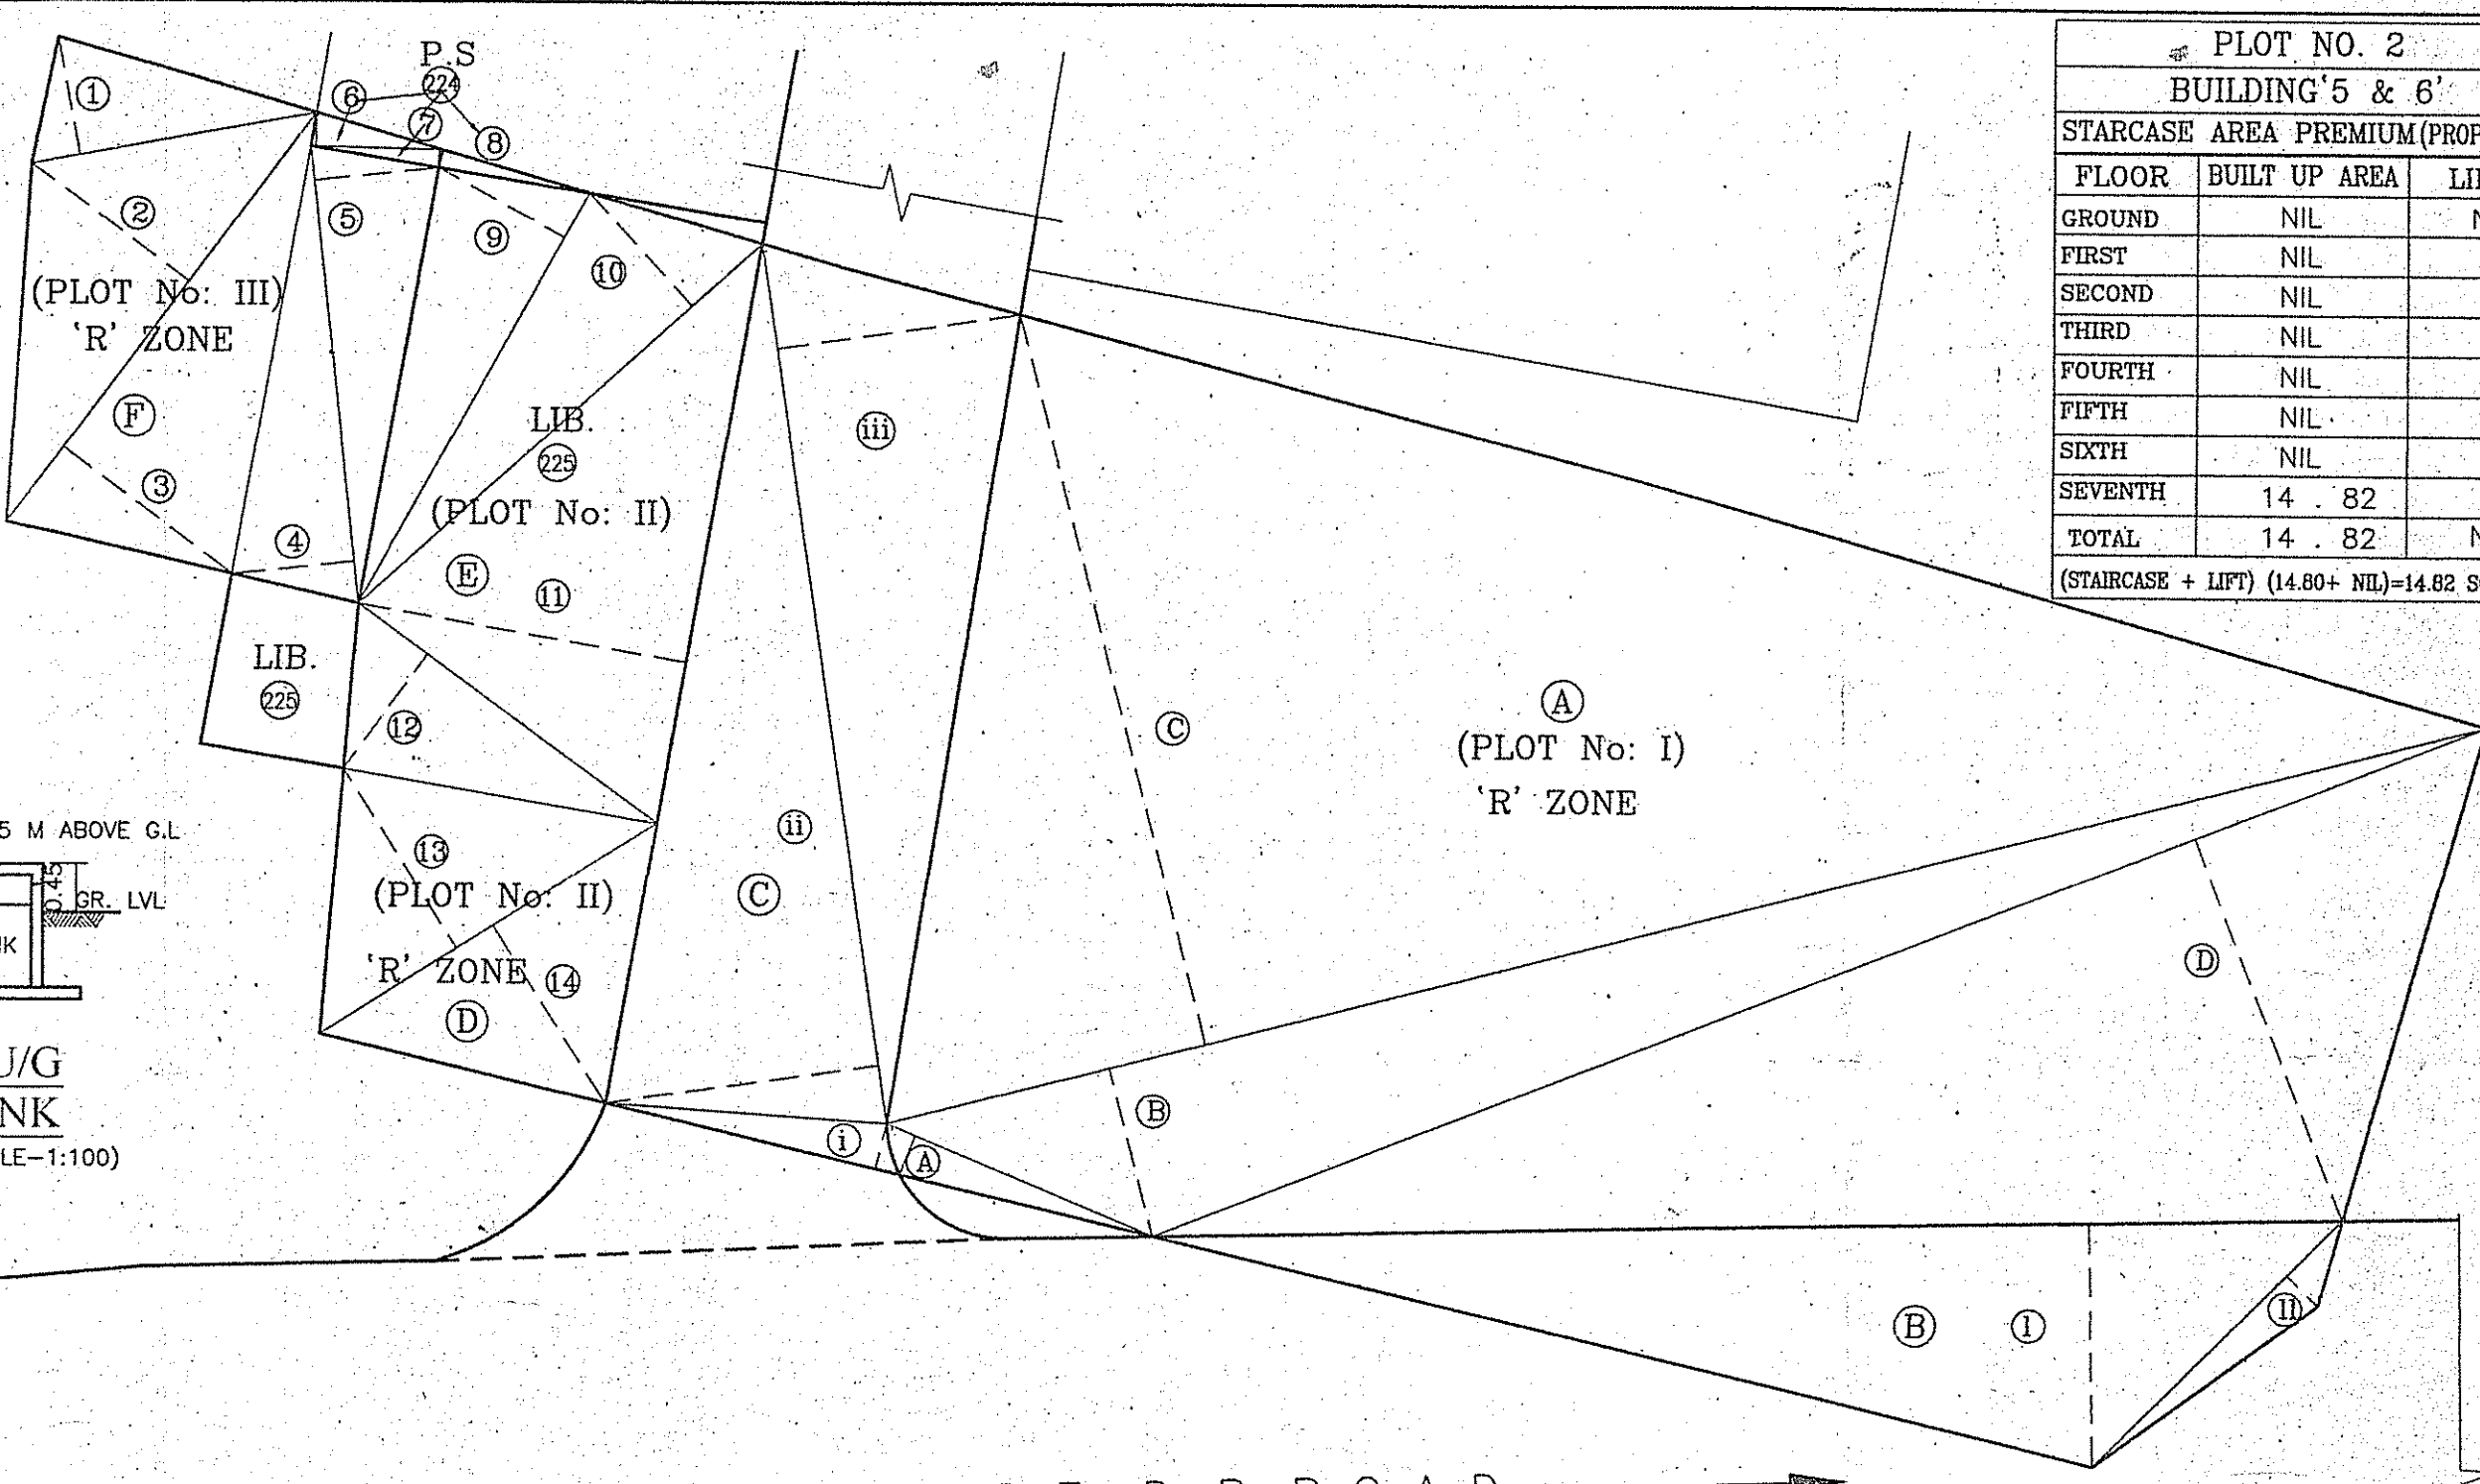 PLOT NO. 2
BUILDING '5 & 6'
STARCASE AREA PREMIUM (PROP
FLOOR BUILT UP AREA LI
GROUND NIL N
FIRST NIL
SECOND NIL
THIRD NIL
FOURTH NIL
FIFTH NIL
SIXTH NIL
SEVENTH 14 . 82
TOTAL 14 . 82 N
(STAIRCASE + LIFT) (14.80+ NIL)=14.82 S
P.S
224
1
6
7
8
2
5
9
10
(PLOT No: III)
'R' ZONE
F
3
4
LIB.
225
(PLOT No: II)
E
11
iii
LIB.
225
12
A
(PLOT No: I)
'R' ZONE
C
5 M ABOVE G.L
0.45
GR. LVL
NK
13
(PLOT No: II)
'R' ZONE
14
D
ii
C
D
U/G
NK
LE-1:100)
i
A
B
B
I
II
R O A D